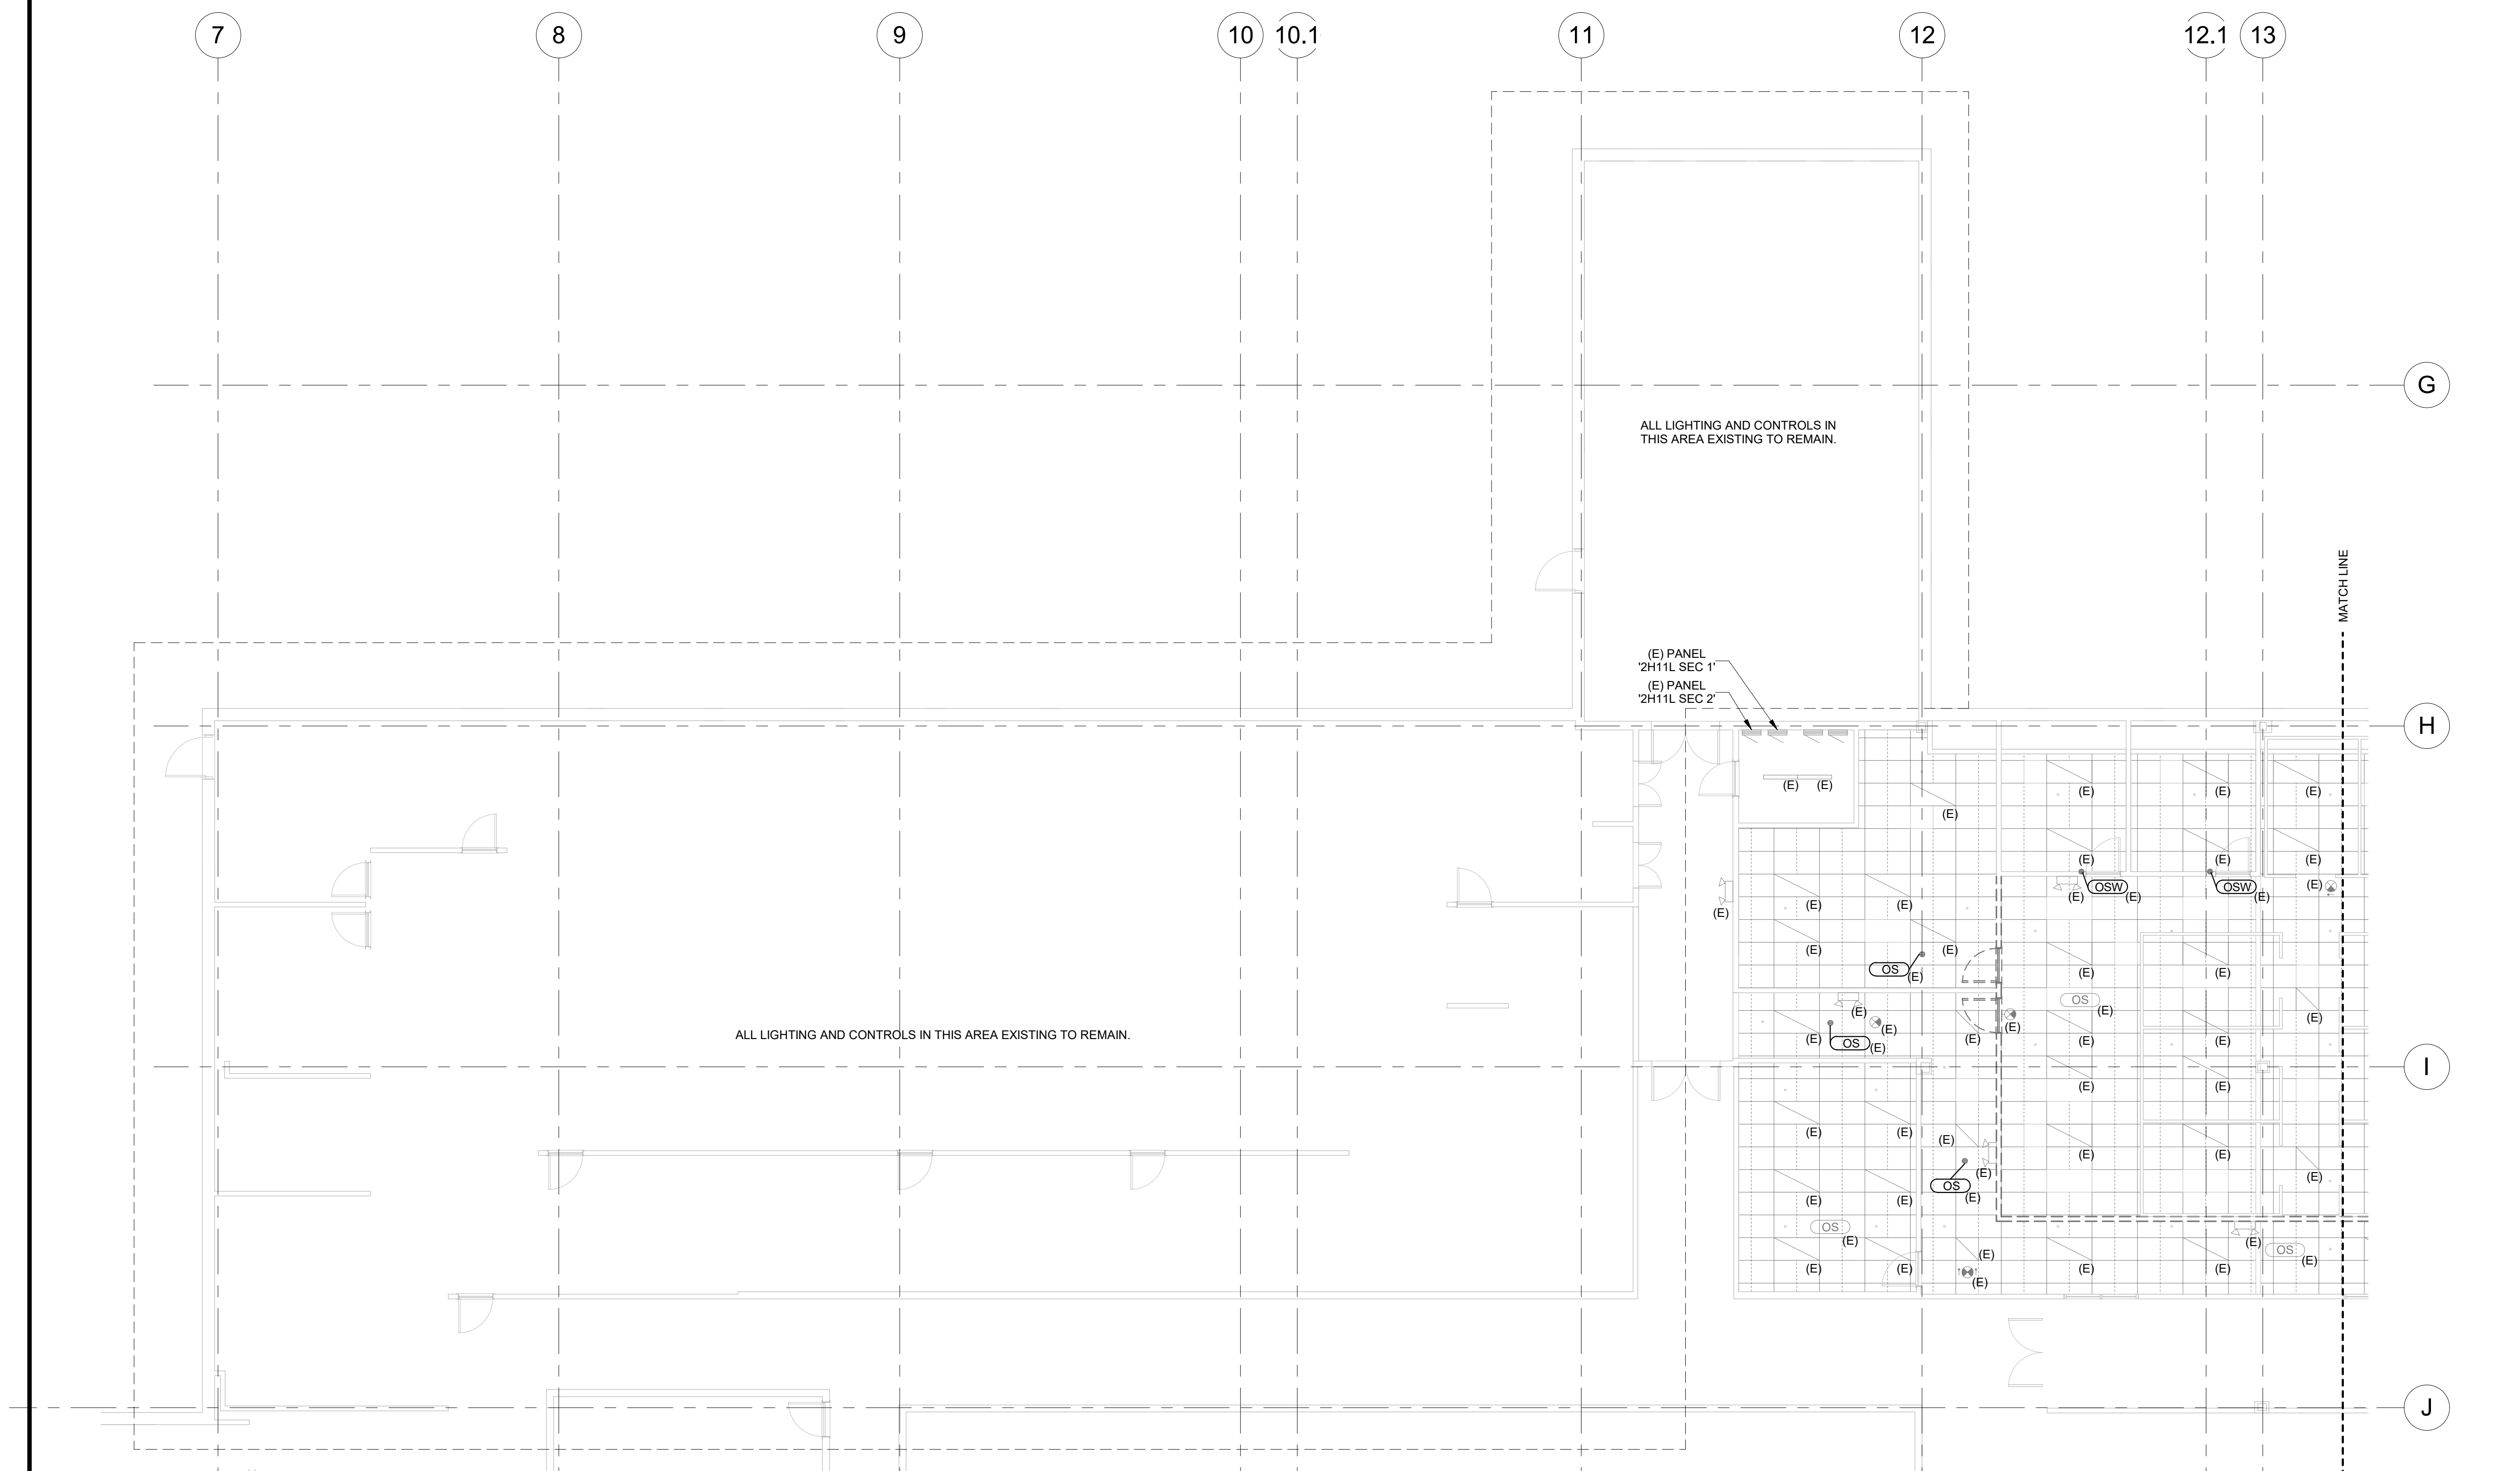 7
8
9
10
10.1
11
12
12.1
13
G
ALL LIGHTING AND CONTROLS IN
THIS AREA EXISTING TO REMAIN.
MATCH LINE
(E) PANEL
'2H11L SEC 1'
(E) PANEL
'2H11L SEC 2'
H
(E) (E)
(E) (E) (E)
(E)
(E) (E) (E)
(E)
OSW
OSW
(E) (E) (E)
(E) (E)
(E)
(E) (E)
OS
(E)
(E) (E)
OS
(E)
(E)
(E)
(E)
(E)
ALL LIGHTING AND CONTROLS IN THIS AREA EXISTING TO REMAIN.
(E)
(E)
(E) (E)
OS
(E)
I
(E) (E)
(E) (E)
(E)
(E) (E)
(E)
(E)
OS
(E) (E)
(E)
OS
(E)
(E)
OS
(E)
(E)
(E) (E)
(E) (E)
(E)
J